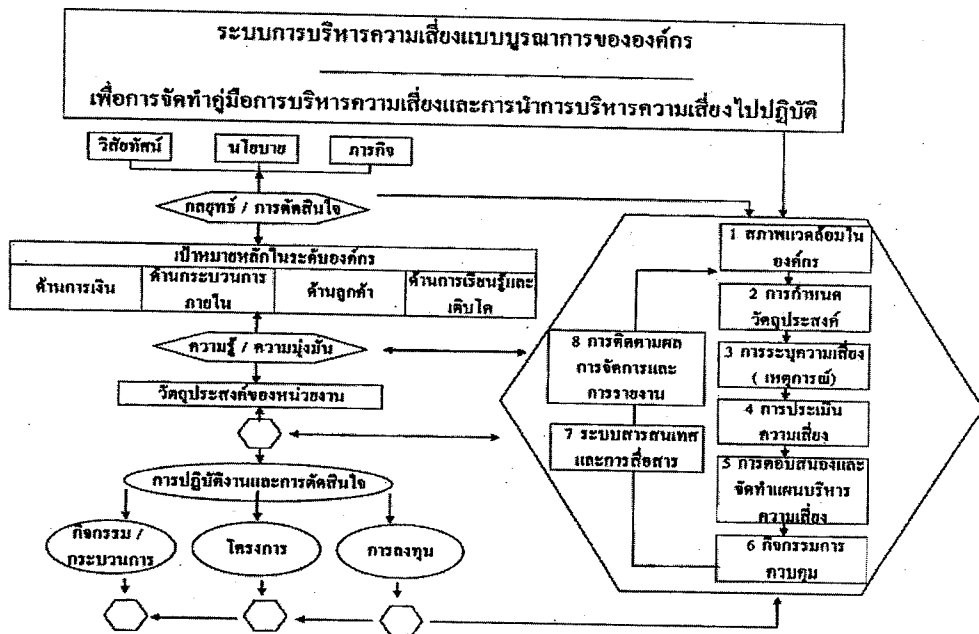 ระบบการบริหารความเสี่ยงแบบบูรณาการขององค์กร
เพื่อการจัดทำคู่มือการบริหารความเสี่ยงและการนำการบริหารความเสี่ยงไปปฏิบัติ
วิสัยทัศน์
นโยบาย
ภารกิจ
กลยุทธ์ / การตัดสินใจ
เป้าหมายหลักในระดับองค์กร
ด้านการเงิน
ด้านกระบวนการ
ภายใน
ด้านลูกค้า
ด้านการเรียนรู้และ
เติบโต
ความรู้ / ความมุ่งมั่น
วัตถุประสงค์ของหน่วยงาน
การปฏิบัติงานและการตัดสินใจ
กิจกรรม /
กระบวนการ
โครงการ
การลงทุน
1 สภาพแวดล้อมใน
องค์กร
2 การกำหนด
วัตถุประสงค์
3 การระบุความเสี่ยง
( เหตุการณ์)
4 การประเมิน
ความเสี่ยง
5 การตอบสนองและ
จัดทำแผนบริหาร
ความเสี่ยง
6 กิจกรรมการ
ควบคุม
7 ระบบสารสนเทศ
และการสื่อสาร
8 การติดตามผล
การจัดการและ
การรายงาน